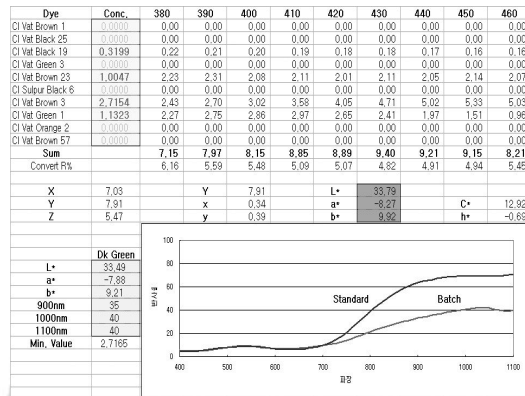 Dye Conc, 380 390 400 410 420 430 440 450 460
CI Vat Brown 1 0,0000 0,00 0,00 0,00 0,00 0,00 0,00 0,00 0,00 0,00
CI Vat Black 25 0,0000 0,00 0,00 0,00 0,00 0,00 0,00 0,00 0,00 0,00
CI Vat Black 19 0,3199 0,22 0,21 0,20 0,19 0,18 0,18 0,17 0,16 0,16
CI Vat Green 3 0,0000 0,00 0,00 0,00 0,00 0,00 0,00 0,00 0,00 0,00
CI Vat Brown 23 1,0047 2,23 2,31 2,08 2,11 2,01 2,11 2,05 2,14 2,07
CI Sulpur Black 6 0,0000 0,00 0,00 0,00 0,00 0,00 0,00 0,00 0,00 0,00
CI Vat Brown 3 2,7154 2,43 2,70 3,02 3,58 4,05 4,71 5,02 5,33 5,03
CI Vat Green 1 1,1323 2,27 2,75 2,86 2,97 2,65 2,41 1,97 1,51 0,96
CI Vat Orange 2 0,0000 0,00 0,00 0,00 0,00 0,00 0,00 0,00 0,00 0,00
CI Vat Brown 57 0,0000 0,00 0,00 0,00 0,00 0,00 0,00 0,00 0,00 0,00
Sum 7,15 7,97 8,15 8,85 8,89 9,40 9,21 9,15 8,21
Convert R% 6,16 5,59 5,48 5,09 5,07 4,82 4,91 4,94 5,45
X 7,03 Y 7,91 L* 33,79
Y 7,91 x 0,34 a* -8,27 C* 12,92
Z 5,47 y 0,39 b* 9,92 h* -0,69
Dk Green
L* 33,49
a* -7,88
b* 9,21
900nm 35
1000nm 40
1100nm 40
Min, Value 2,7165
100
80
60
40
20
0
반사율
Standard Batch
400 500 600 700 800 900 1000 1100
파장